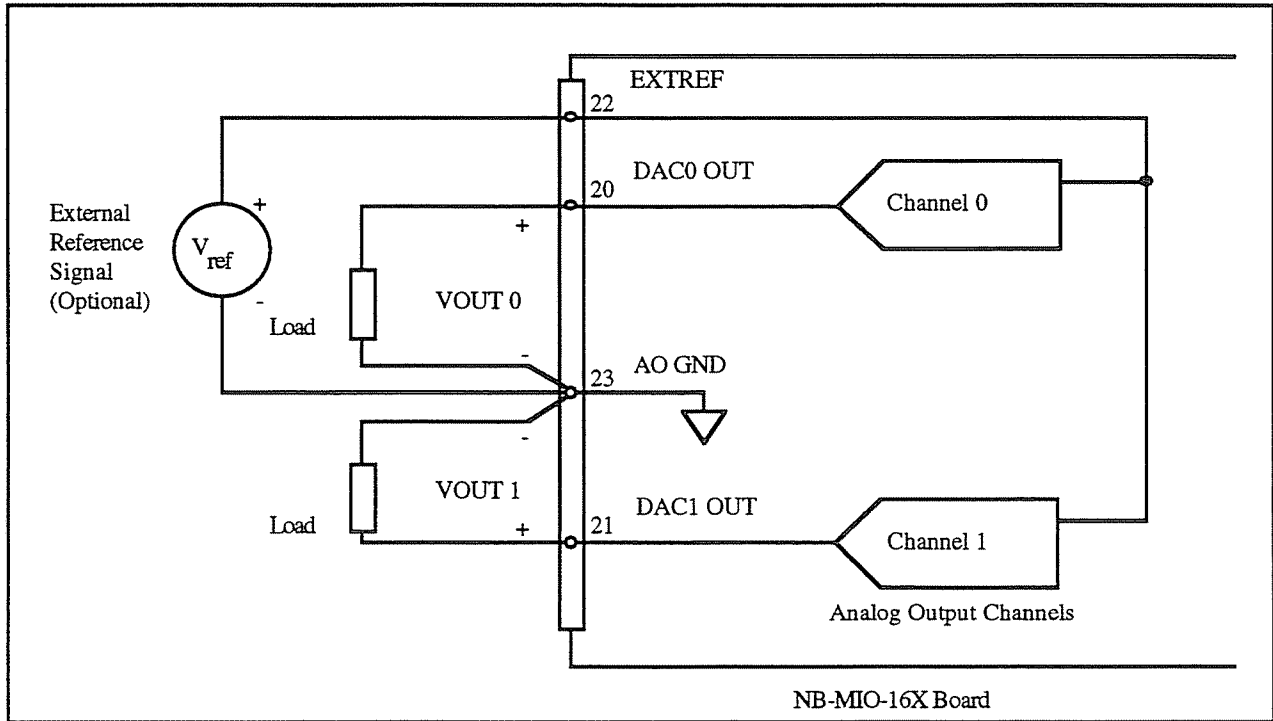 EXTREF
22
DAC0 OUT
20
Channel 0
External
Reference
Signal
(Optional)
+
V ref
-
+
VOUT 0
-
Load
AO GND
23
-
VOUT 1
+
Load
DAC1 OUT
21
Channel 1
Analog Output Channels
NB-MIO-16X Board